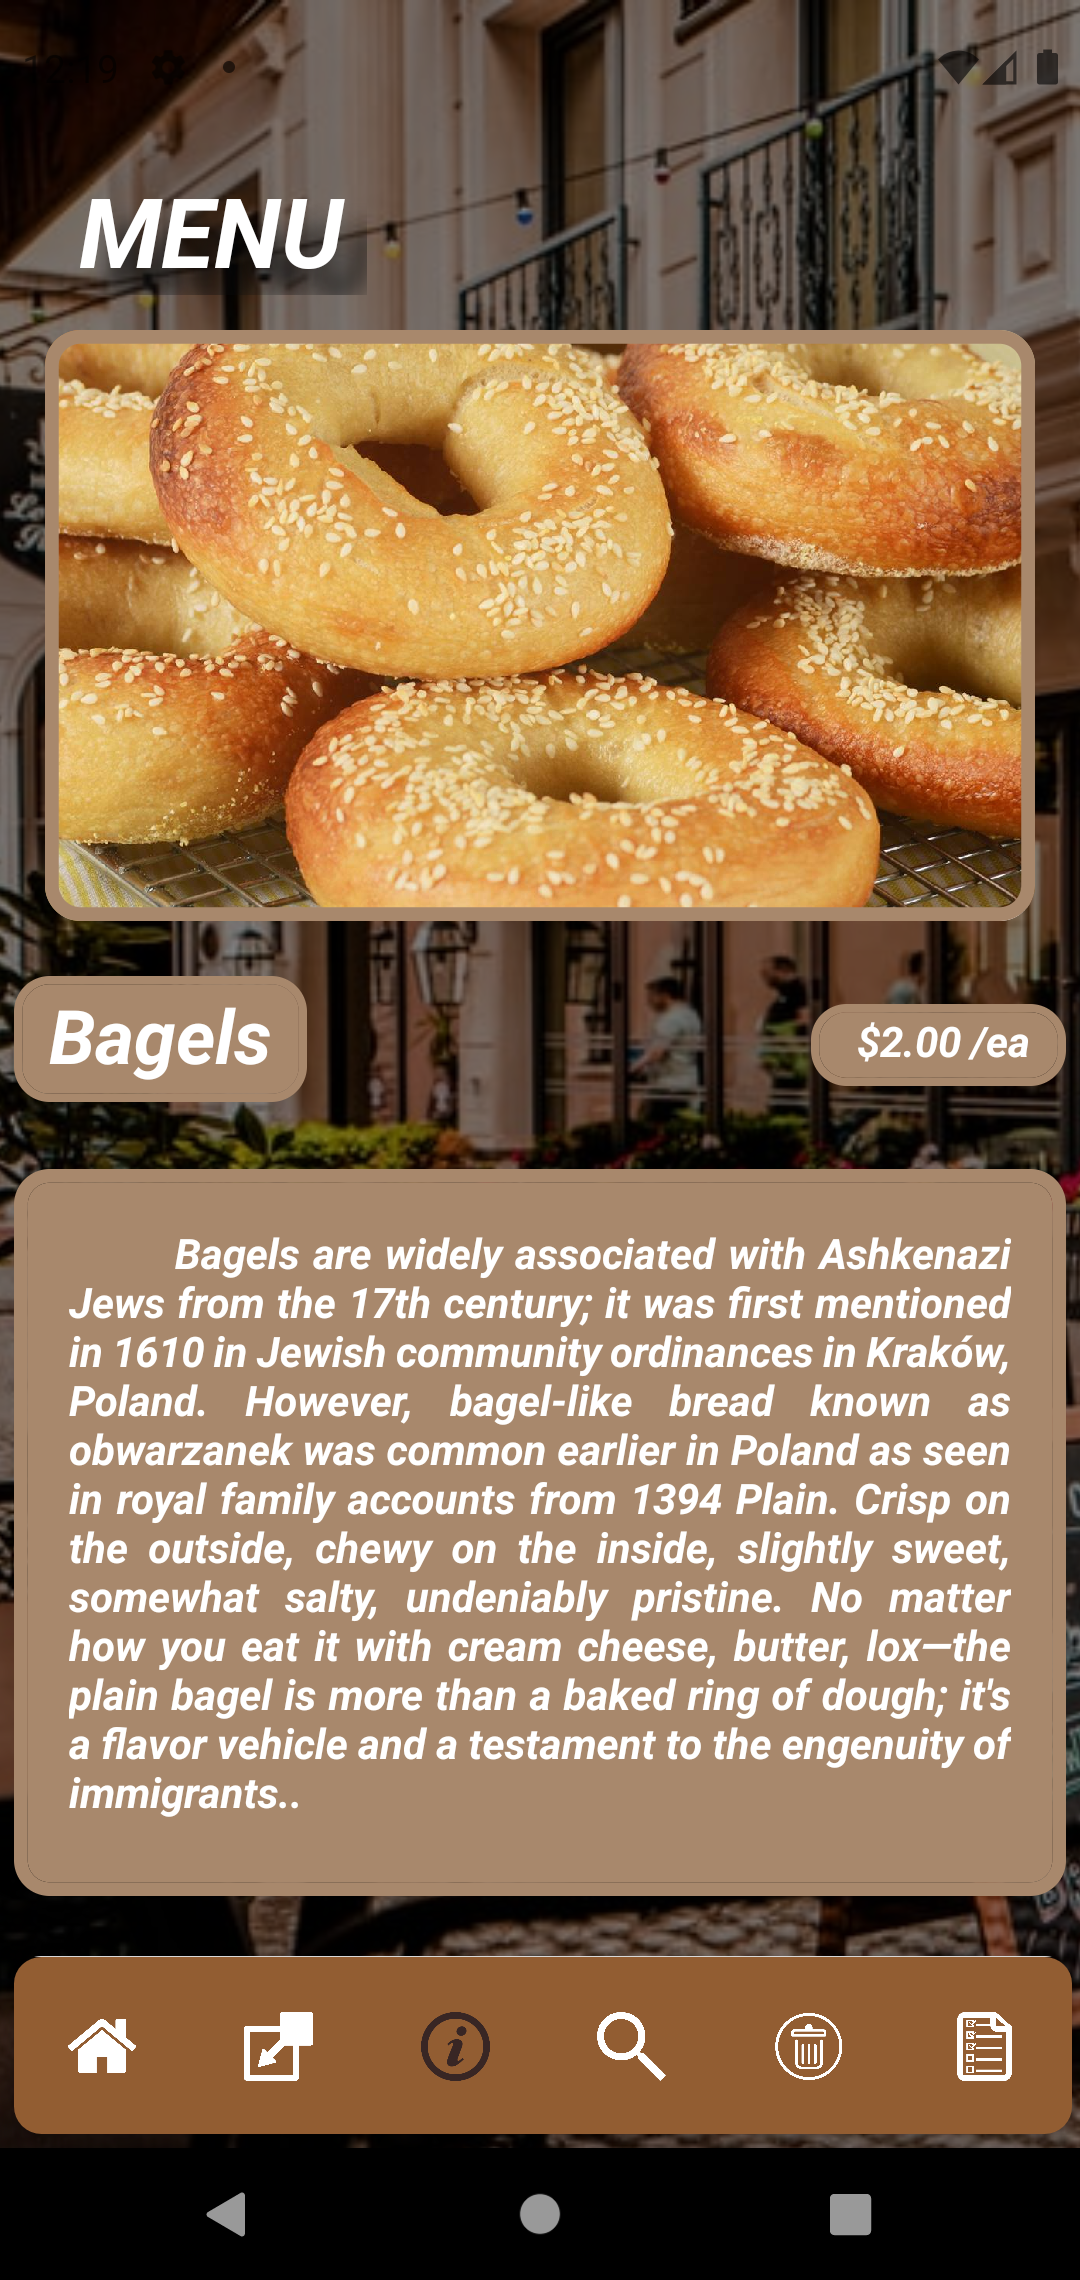 MENU
Bagels
$2.00 /ea
Bagels are widely associated with Ashkenazi
Jews from the 17th century; it was first mentioned
in 1610 in Jewish community ordinances in Kraków,
Poland. However, bagel-like bread known as
obwarzanek was common earlier in Poland as seen
in royal family accounts from 1394 Plain. Crisp on
the outside, chewy on the inside, slightly sweet,
somewhat salty, undeniably pristine. No matter
how you eat it with cream cheese, butter, lox—the
plain bagel is more than a baked ring of dough; it's
a flavor vehicle and a testament to the engenuity of
immigrants..